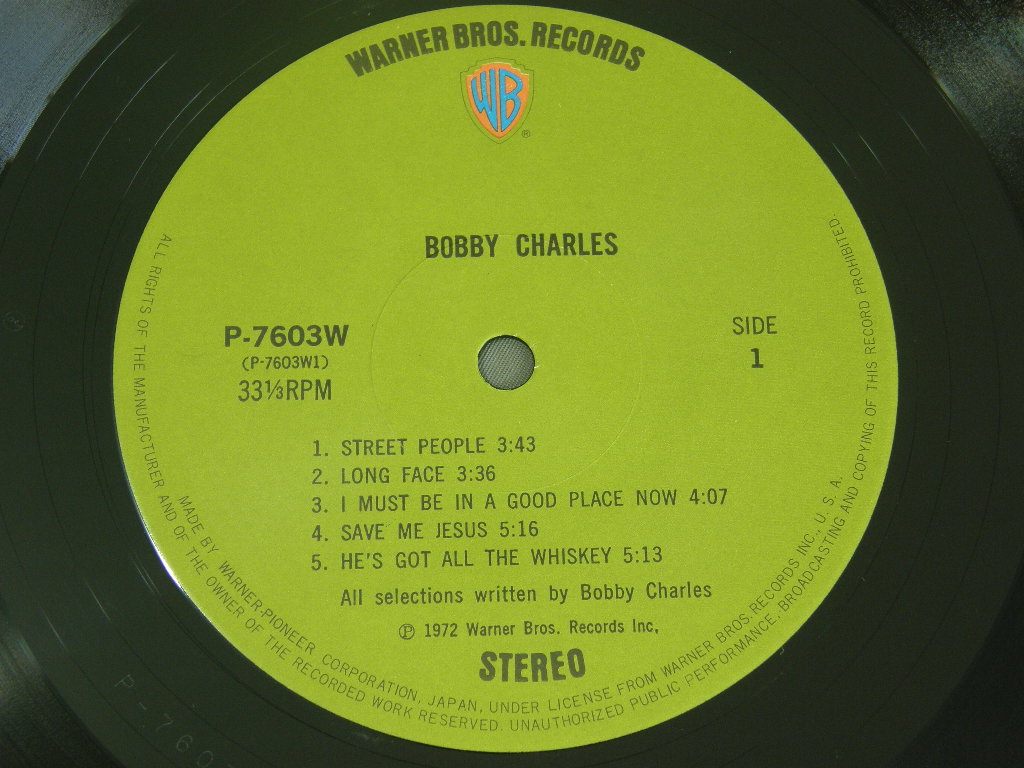 WARNER BROS. RECORDS
WB
®
BOBBY CHARLES
P-7603W
(P-7603W1)
33⅓RPM
SIDE
1
1. STREET PEOPLE 3:43
2. LONG FACE 3:36
3. I MUST BE IN A GOOD PLACE NOW 4:07
4. SAVE ME JESUS 5:16
5. HE'S GOT ALL THE WHISKEY 5:13
All selections written by Bobby Charles
℗ 1972 Warner Bros. Records Inc.
STEREO
MADE BY WARNER-PIONEER CORPORATION, JAPAN, UNDER LICENSE FROM WARNER BROS. RECORDS INC., U. S. A.
ALL RIGHTS OF THE MANUFACTURER AND OF THE OWNER OF THE RECORDED WORK RESERVED. UNAUTHORIZED PUBLIC PERFORMANCE, BROADCASTING AND COPYING OF THIS RECORD PROHIBITED.
P-760